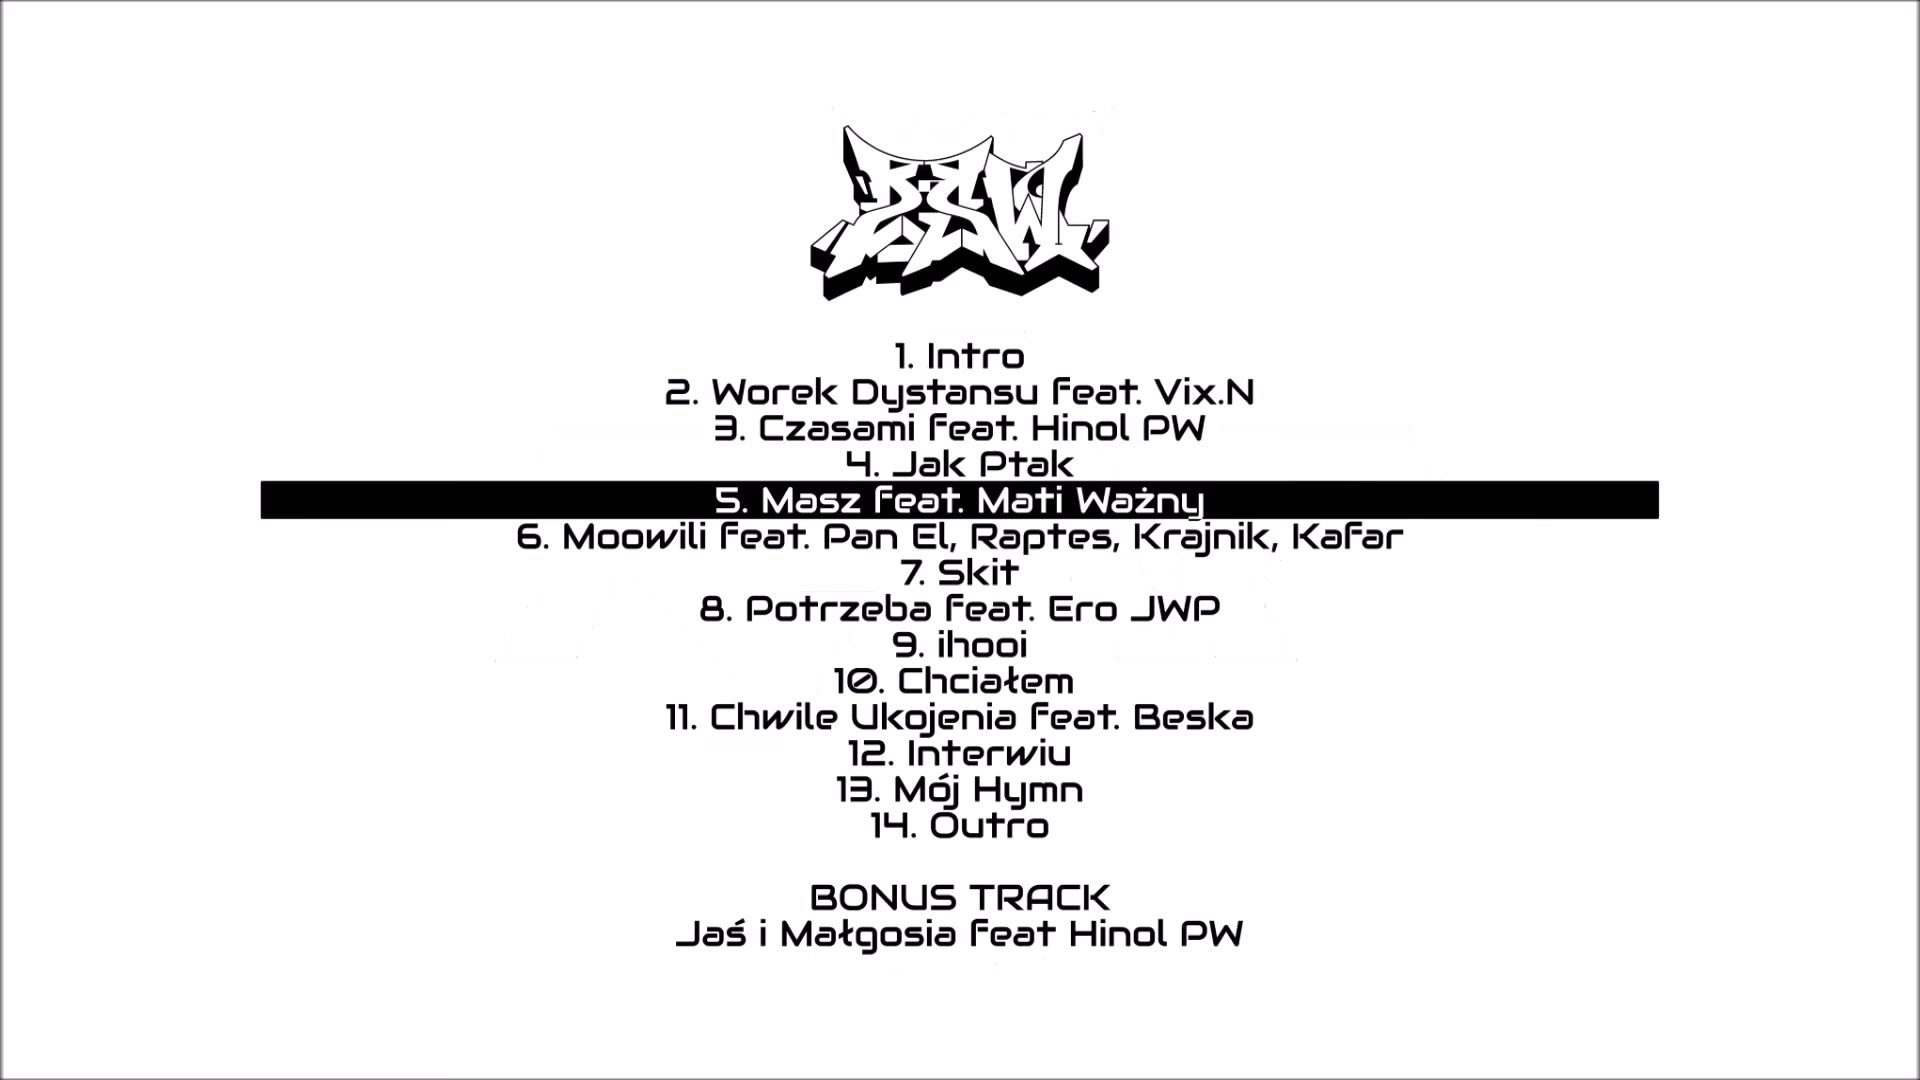 1. Intro
2. Worek Dystansu feat. Vix.N
3. Czasami feat. Hinol PW
4. Jak Ptak
5. Masz feat. Mati Ważny
6. Moowili feat. Pan El, Raptes, Krajnik, Kafar
7. Skit
8. Potrzeba feat. Ero JWP
9. ihooi
10. Chciałem
11. Chwile Ukojenia feat. Beska
12. Interwiu
13. Mój Hymn
14. Outro
BONUS TRACK
Jaś i Małgosia feat Hinol PW